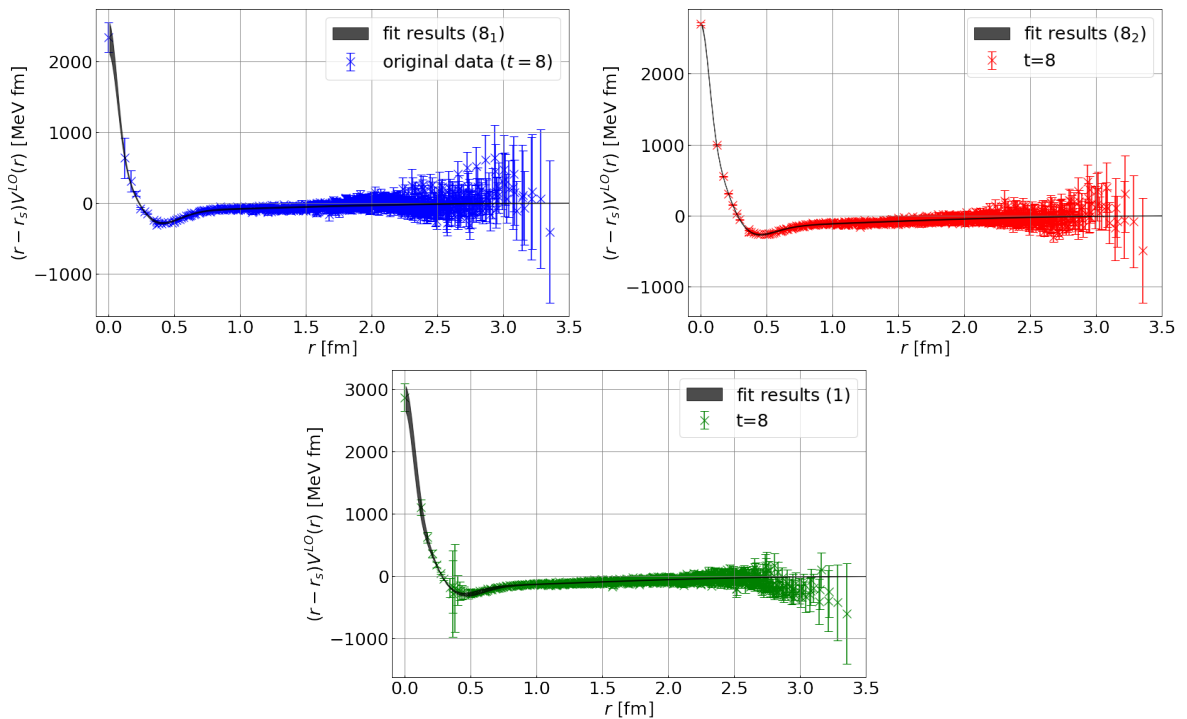 fit results (8₁)
original data (t = 8)
(r − rₛ)V^{LO}(r) [MeV fm]
2000
1000
0
−1000
0.0 0.5 1.0 1.5 2.0 2.5 3.0 3.5
r [fm]
fit results (8₂)
t=8
(r − rₛ)V^{LO}(r) [MeV fm]
2000
1000
0
−1000
0.0 0.5 1.0 1.5 2.0 2.5 3.0 3.5
r [fm]
fit results (1)
t=8
(r − rₛ)V^{LO}(r) [MeV fm]
3000
2000
1000
0
−1000
0.0 0.5 1.0 1.5 2.0 2.5 3.0 3.5
r [fm]